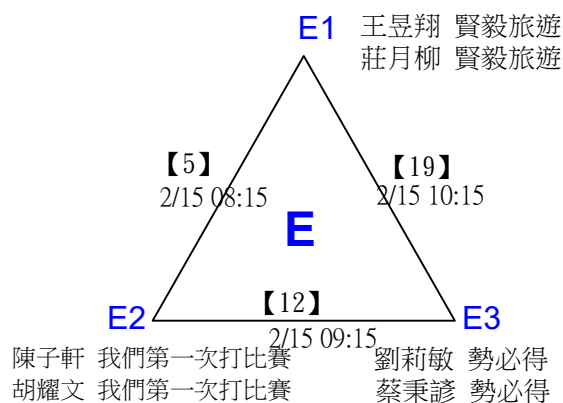 E1
王昱翔 賢毅旅遊
莊月柳 賢毅旅遊
【5】
2/15 08:15
【19】
2/15 10:15
E
【12】
2/15 09:15
E2
E3
陳子軒 我們第一次打比賽
胡耀文 我們第一次打比賽
劉莉敏 勢必得
蔡秉諺 勢必得